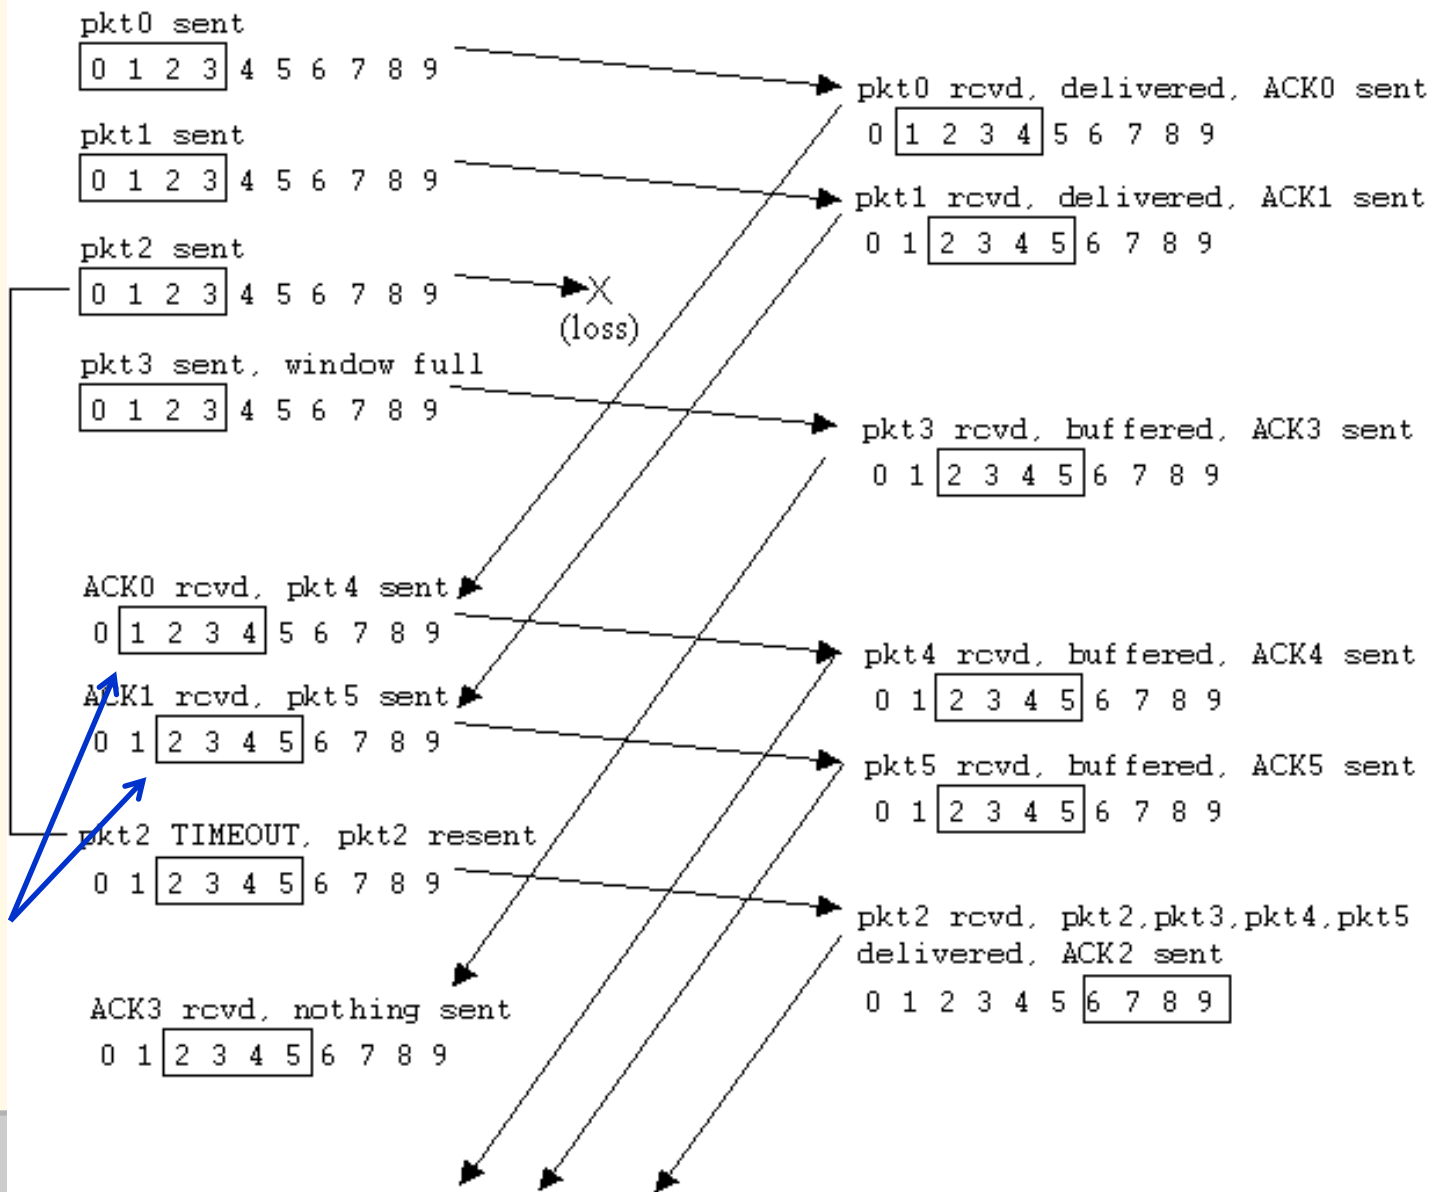 pkt0 sent
0 1 2 3 4 5 6 7 8 9
pkt1 sent
0 1 2 3 4 5 6 7 8 9
pkt2 sent
0 1 2 3 4 5 6 7 8 9
X
(loss)
pkt3 sent, window full
0 1 2 3 4 5 6 7 8 9
ACK0 rcvd, pkt4 sent
0 1 2 3 4 5 6 7 8 9
ACK1 rcvd, pkt5 sent
0 1 2 3 4 5 6 7 8 9
pkt2 TIMEOUT, pkt2 resent
0 1 2 3 4 5 6 7 8 9
ACK3 rcvd, nothing sent
0 1 2 3 4 5 6 7 8 9
pkt0 rcvd, delivered, ACK0 sent
0 1 2 3 4 5 6 7 8 9
pkt1 rcvd, delivered, ACK1 sent
0 1 2 3 4 5 6 7 8 9
pkt3 rcvd, buffered, ACK3 sent
0 1 2 3 4 5 6 7 8 9
pkt4 rcvd, buffered, ACK4 sent
0 1 2 3 4 5 6 7 8 9
pkt5 rcvd, buffered, ACK5 sent
0 1 2 3 4 5 6 7 8 9
pkt2 rcvd, pkt2,pkt3,pkt4,pkt5
delivered, ACK2 sent
0 1 2 3 4 5 6 7 8 9